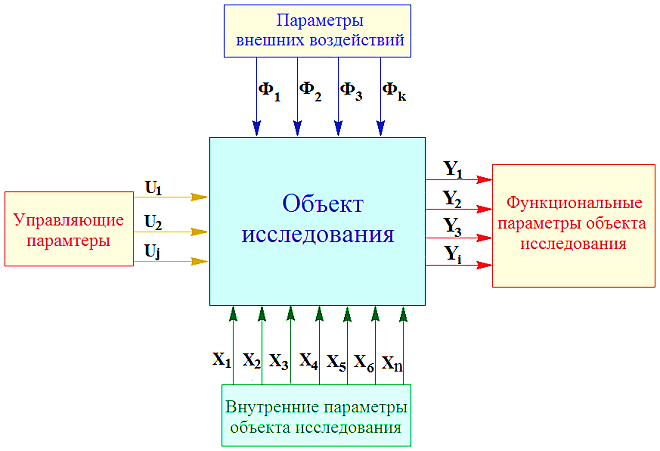 Параметры
внешних воздействий
Ф1 Ф2 Ф3 Фk
Управляющие
парамтеры
U1
U2
Uj
Объект
исследования
Y1
Y2
Y3
Yi
Функциональные
параметры объекта
исследования
X1 X2 X3 X4 X5 X6 Xn
Внутренние параметры
объекта исследования